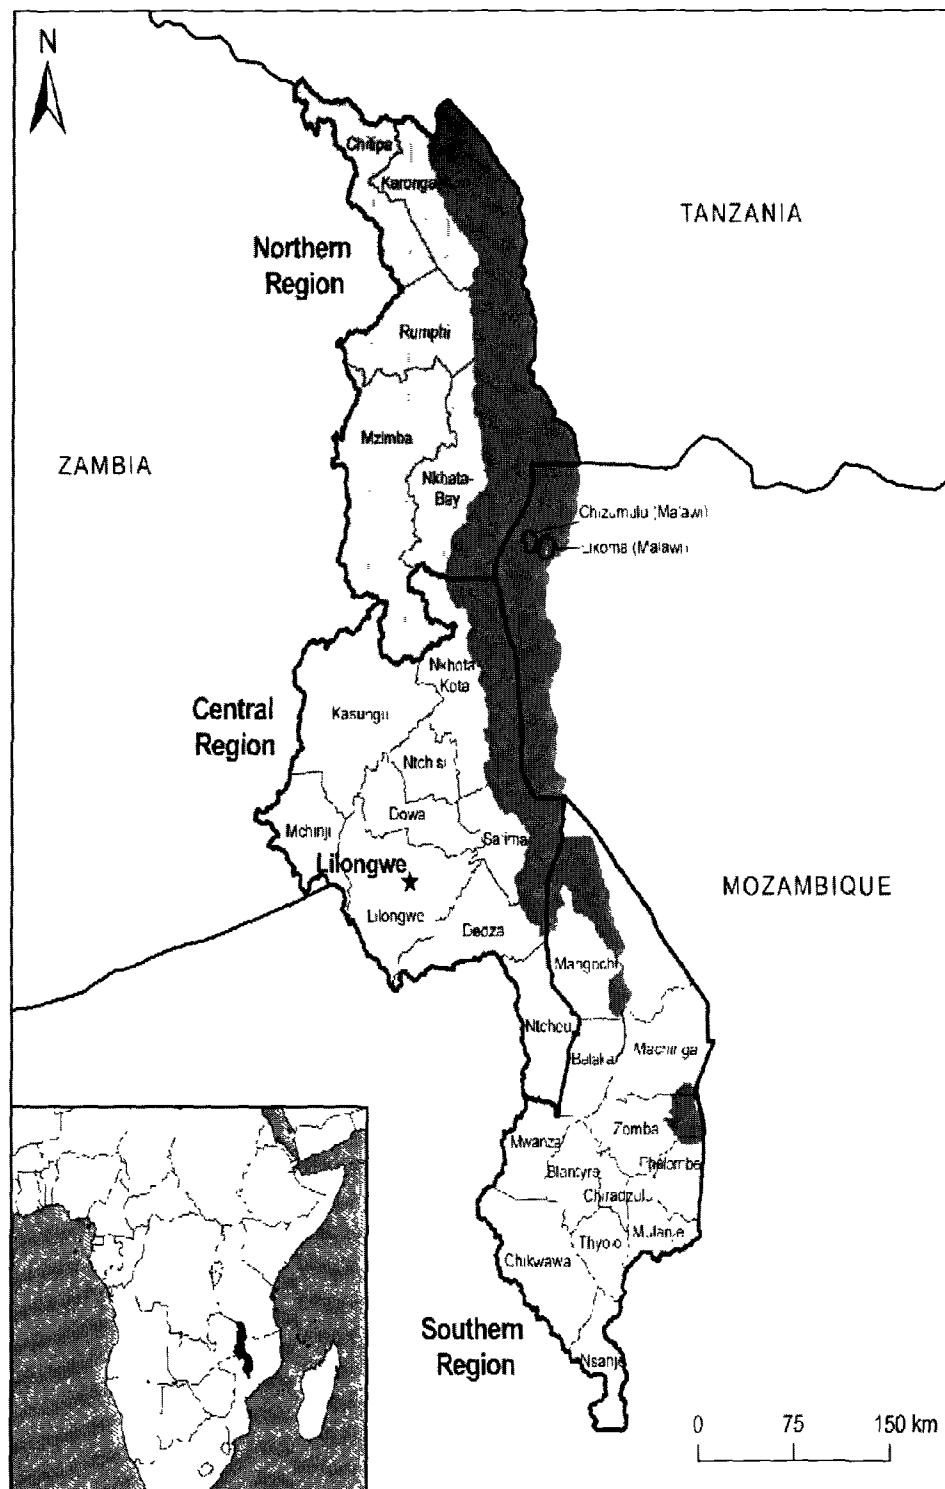 N
Chitipa
Karonga
TANZANIA
Northern
Region
Rumphi
Mzimba
ZAMBIA
Nkhata-
Bay
Chizumulu (Malawi)
Likoma (Malawi)
Nkhota
Kota
Central
Region
Kasungu
Ntchisi
Dowa
Mchinji
Salima
Lilongwe
MOZAMBIQUE
Lilongwe
Dedza
Mangochi
Ntcheu
Machinga
Balaka
Zomba
Mwanza
Phalombe
Blantyre
Chiradzulu
Mulanje
Thyolo
Chikwawa
Southern
Region
Nsanje
0 75 150 km